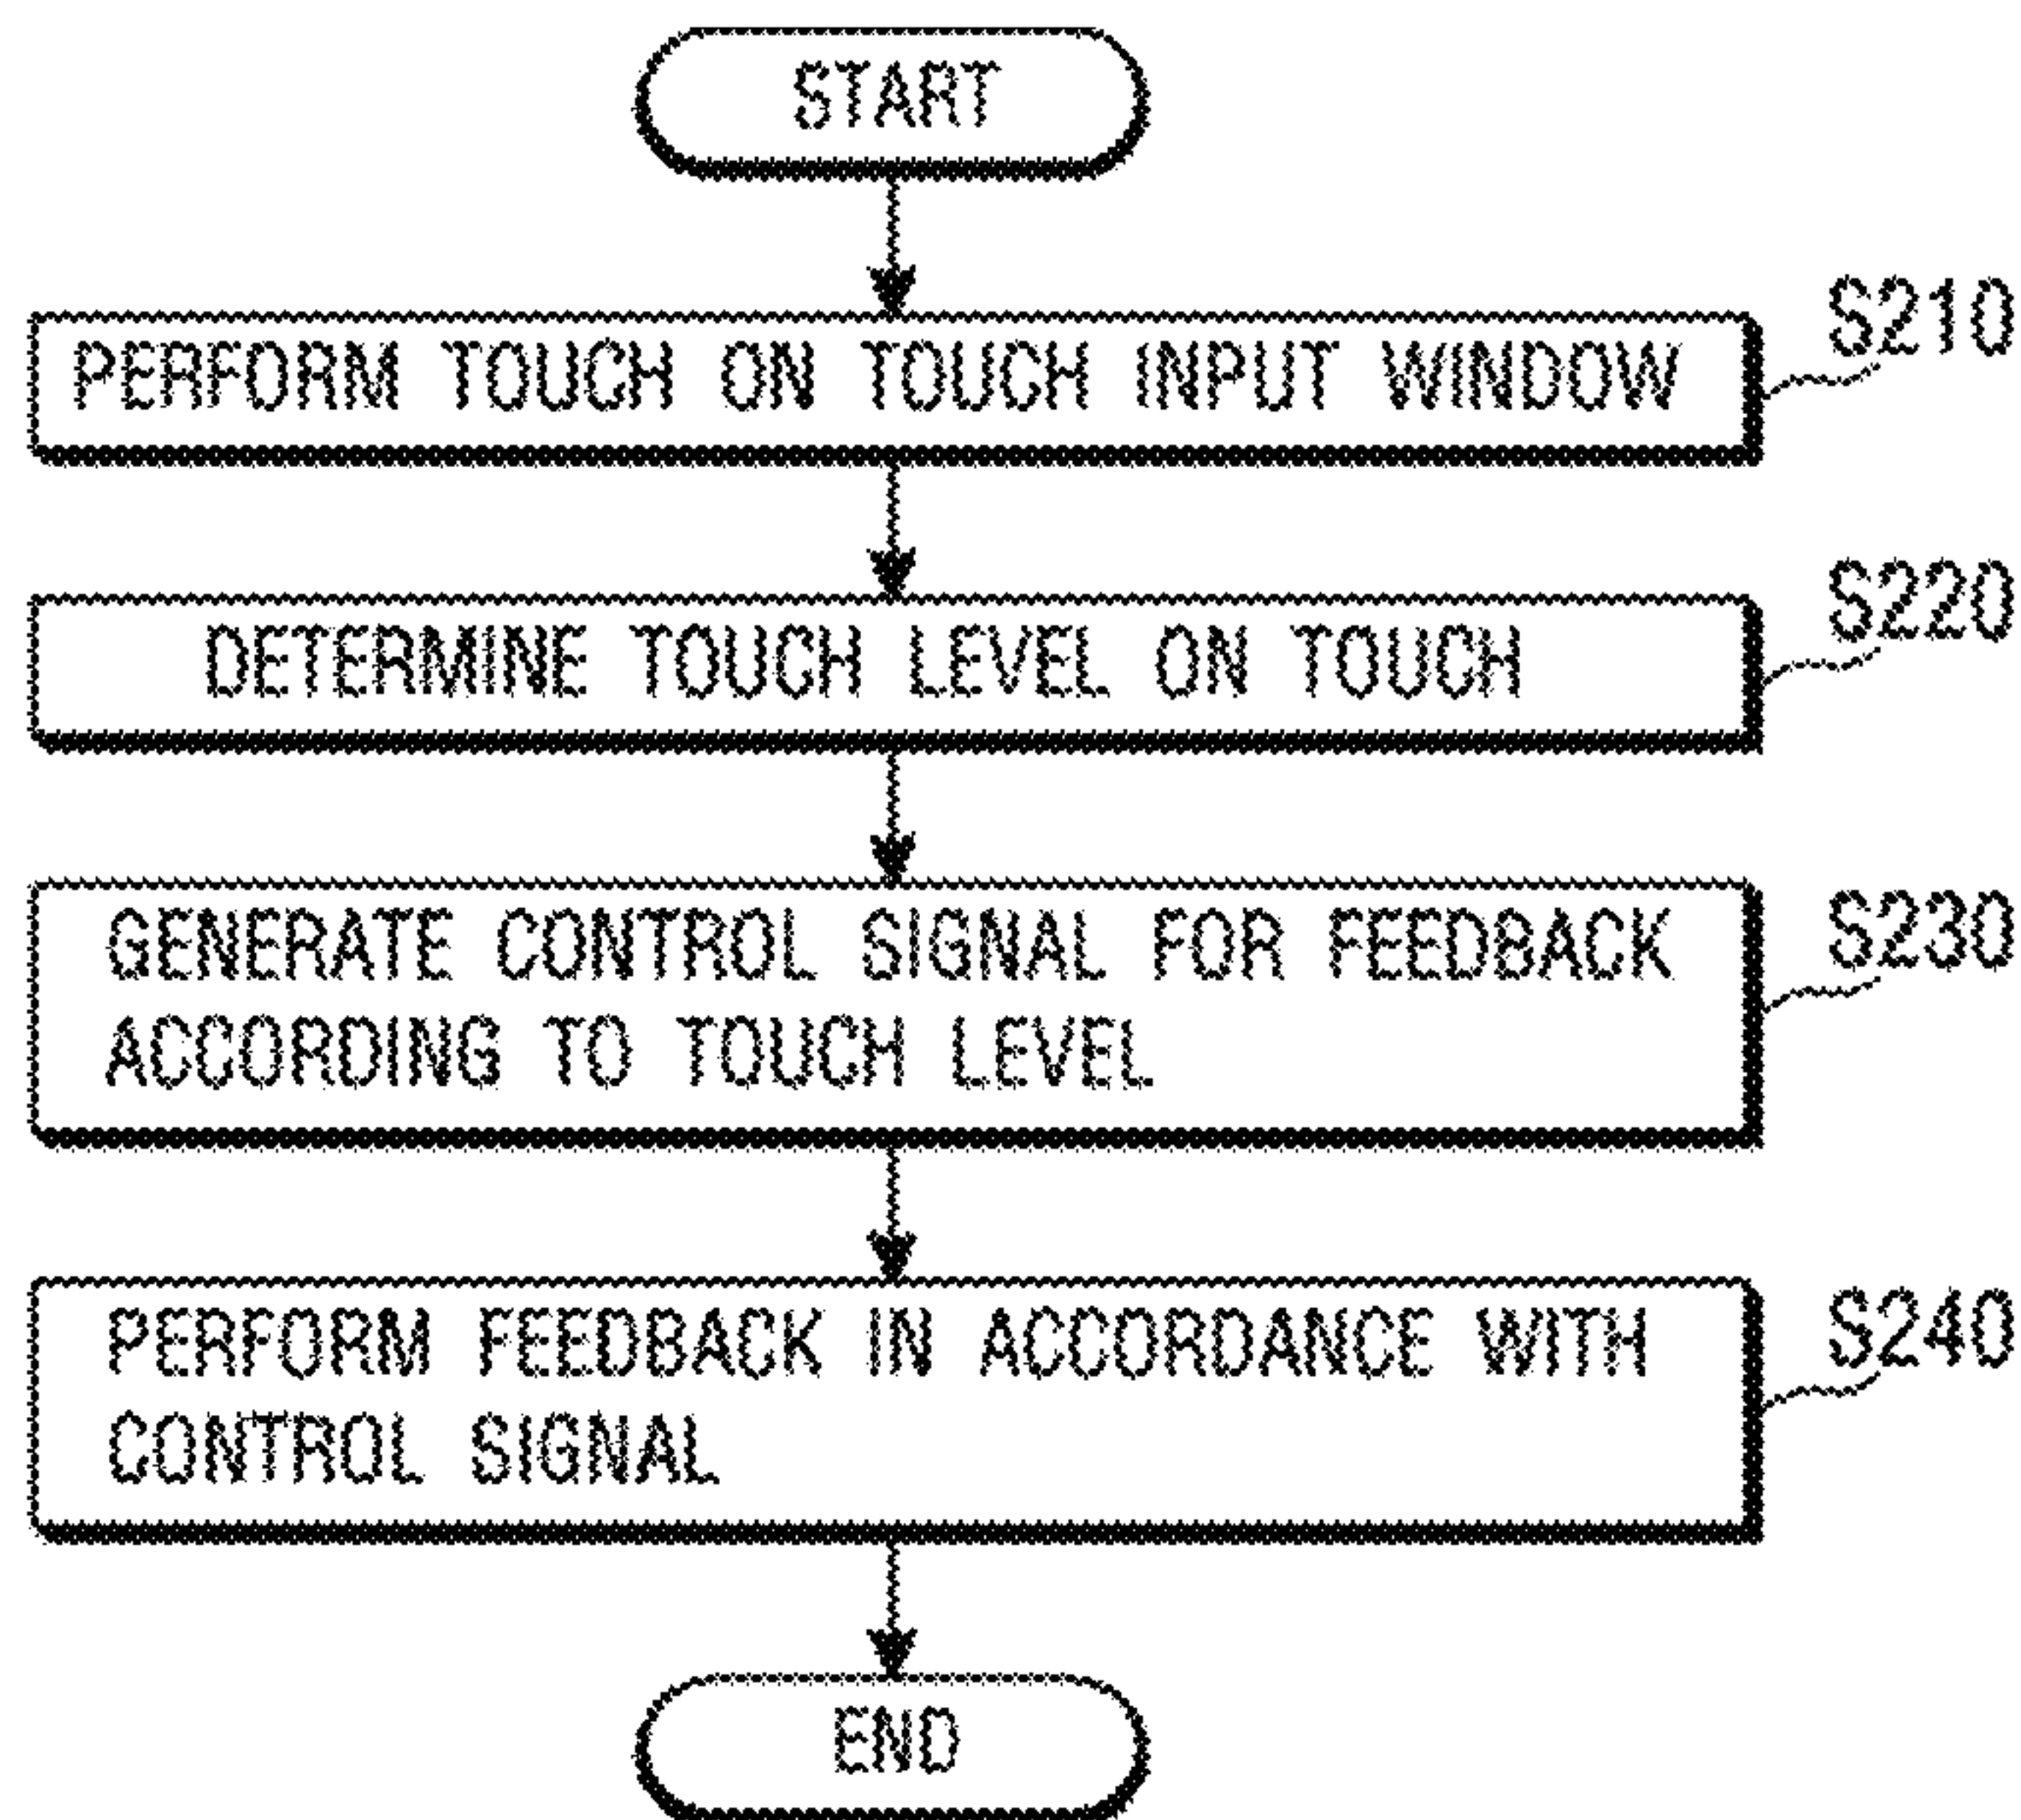 START
S210
PERFORM TOUCH ON TOUCH INPUT WINDOW
S220
DETERMINE TOUCH LEVEL ON TOUCH
S230
GENERATE CONTROL SIGNAL FOR FEEDBACK
ACCORDING TO TOUCH LEVEL
S240
PERFORM FEEDBACK IN ACCORDANCE WITH
CONTROL SIGNAL
END